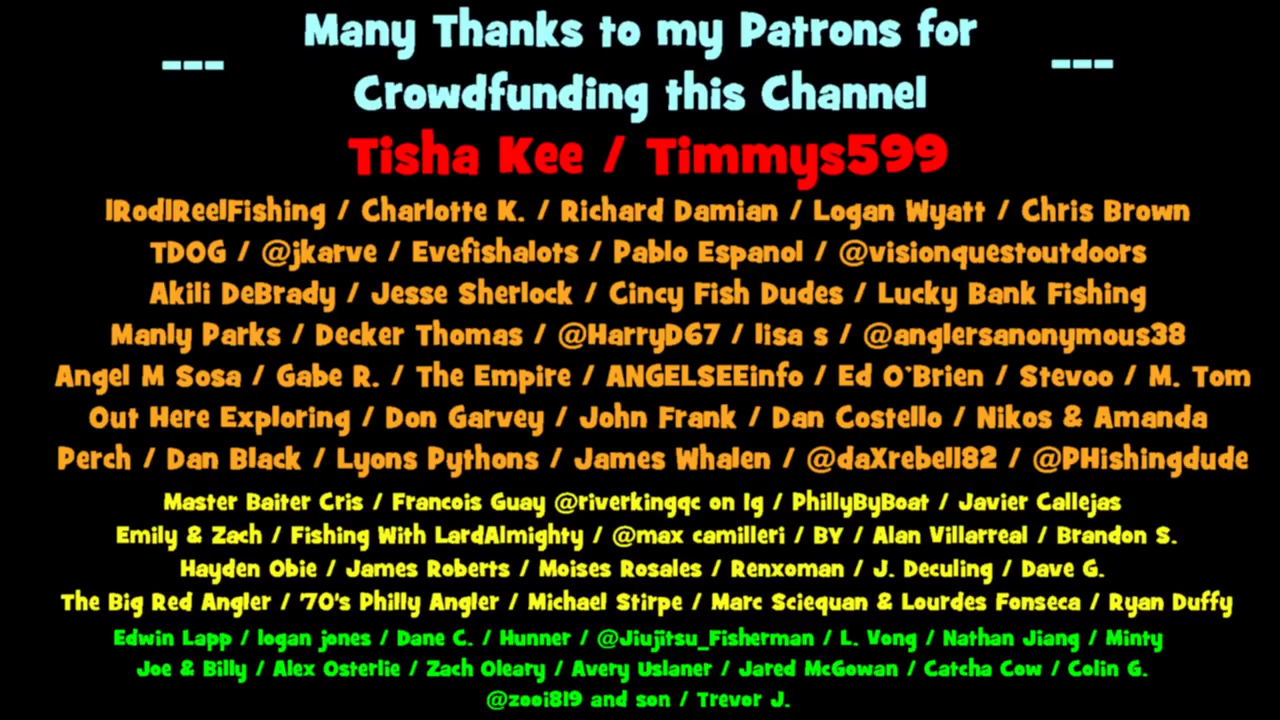 Many Thanks to my Patrons for
--- Crowdfunding this Channel ---
Tisha Kee / Timmys599
1Rod1ReelFishing / Charlotte K. / Richard Damian / Logan Wyatt / Chris Brown
TDOG / @jkarve / Evefishalots / Pablo Espanol / @visionquestoutdoors
Akili DeBrady / Jesse Sherlock / Cincy Fish Dudes / Lucky Bank Fishing
Manly Parks / Decker Thomas / @HarryD67 / lisa s / @anglersanonymous38
Angel M Sosa / Gabe R. / The Empire / ANGELSEEinfo / Ed O'Brien / Stevoo / M. Tom
Out Here Exploring / Don Garvey / John Frank / Dan Costello / Nikos & Amanda
Perch / Dan Black / Lyons Pythons / James Whalen / @daXrebell82 / @PHishingdude
Master Baiter Cris / Francois Guay @riverkingqc on Ig / PhillyByBoat / Javier Callejas
Emily & Zach / Fishing With LardAlmighty / @max camilleri / BY / Alan Villarreal / Brandon S.
Hayden Obie / James Roberts / Moises Rosales / Renxoman / J. Deculing / Dave G.
The Big Red Angler / '70's Philly Angler / Michael Stirpe / Marc Sciequan & Lourdes Fonseca / Ryan Duffy
Edwin Lapp / logan jones / Dane C. / Hunner / @Jiujitsu_Fisherman / L. Vong / Nathan Jiang / Minty
Joe & Billy / Alex Osterlie / Zach Oleary / Avery Uslaner / Jared McGowan / Catcha Cow / Colin G.
@zooi819 and son / Trevor J.